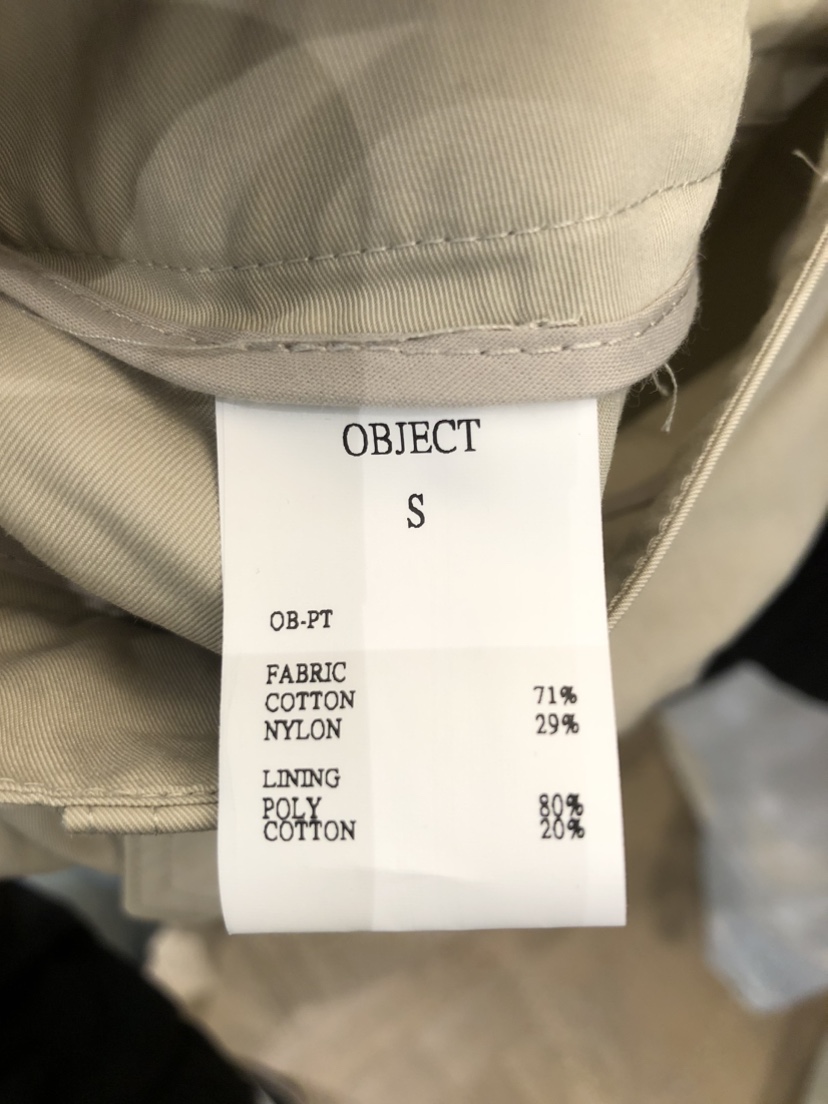 OBJECT
S
OB-PT
FABRIC
COTTON 71%
NYLON 29%
LINING
POLY 80%
COTTON 20%